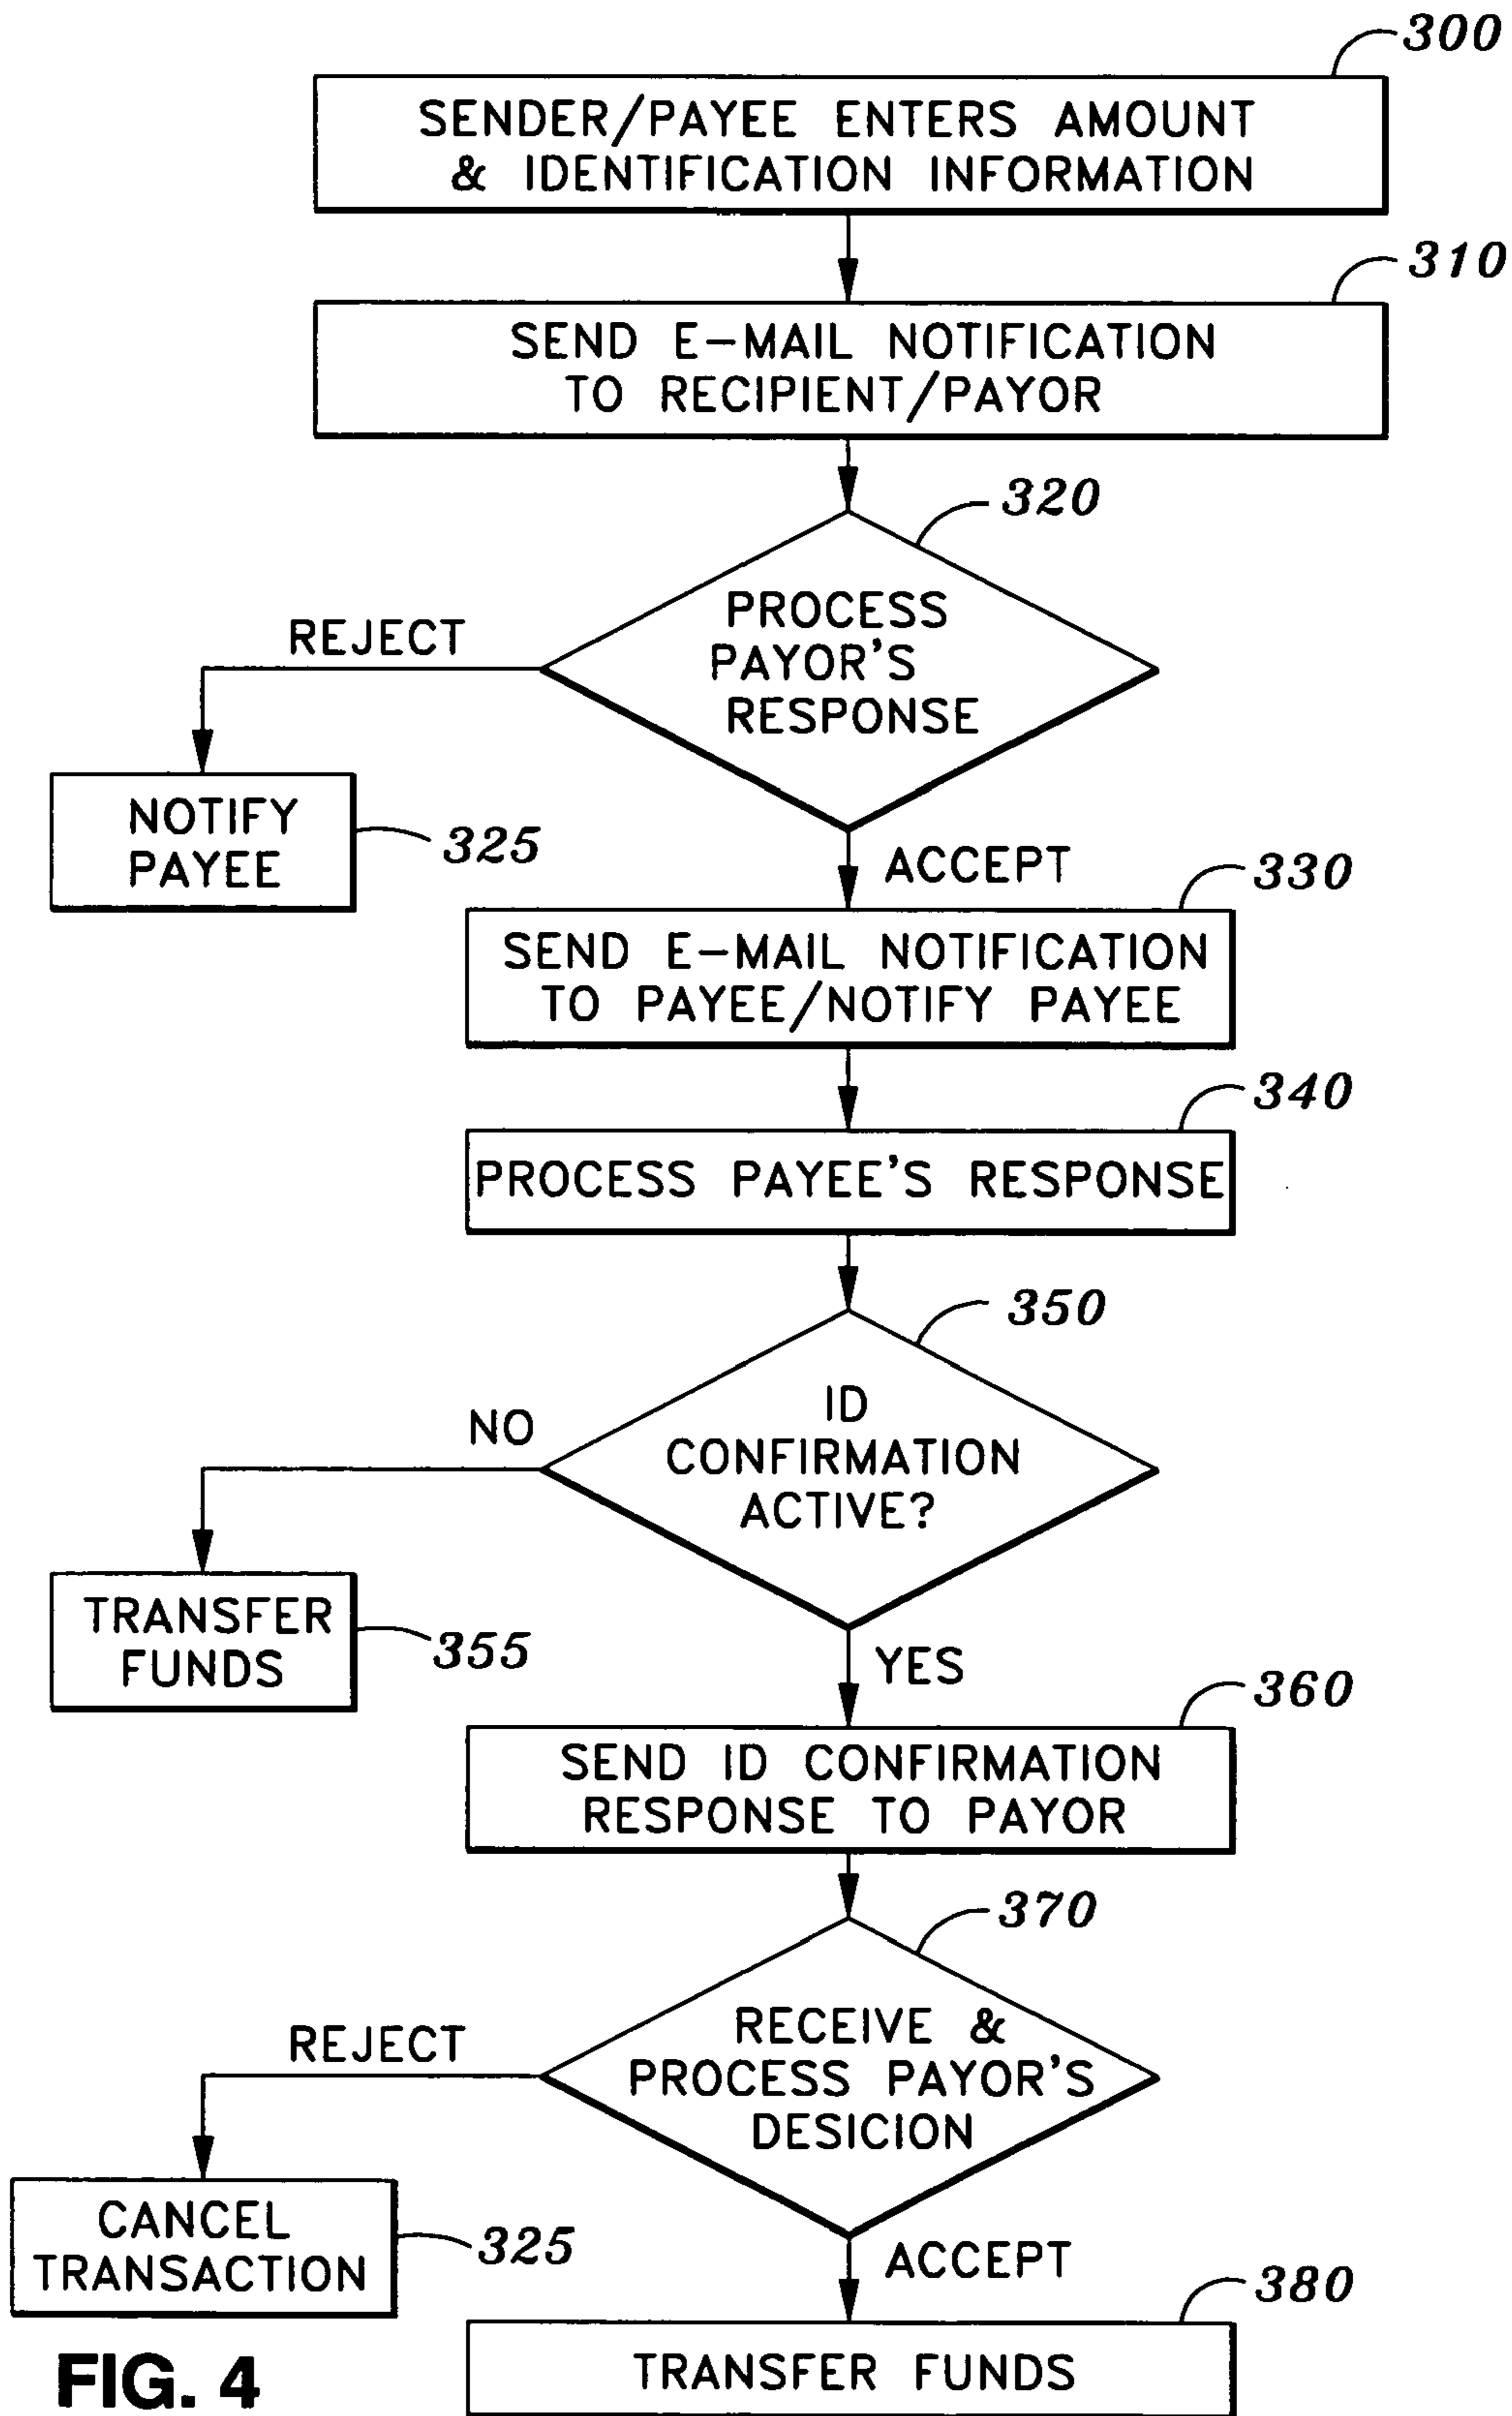 300
SENDER/PAYEE ENTERS AMOUNT
& IDENTIFICATION INFORMATION
310
SEND E-MAIL NOTIFICATION
TO RECIPIENT/PAYOR
320
PROCESS
PAYOR'S
RESPONSE
REJECT
NOTIFY
PAYEE
325
ACCEPT
330
SEND E-MAIL NOTIFICATION
TO PAYEE/NOTIFY PAYEE
340
PROCESS PAYEE'S RESPONSE
350
ID
CONFIRMATION
ACTIVE?
NO
TRANSFER
FUNDS
355
YES
360
SEND ID CONFIRMATION
RESPONSE TO PAYOR
370
RECEIVE &
PROCESS PAYOR'S
DESICION
REJECT
CANCEL
TRANSACTION
325
ACCEPT
380
TRANSFER FUNDS
FIG. 4